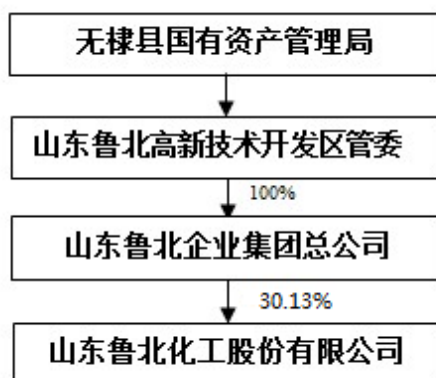 无棣县国有资产管理局
山东鲁北高新技术开发区管委
100%
山东鲁北企业集团总公司
30.13%
山东鲁北化工股份有限公司